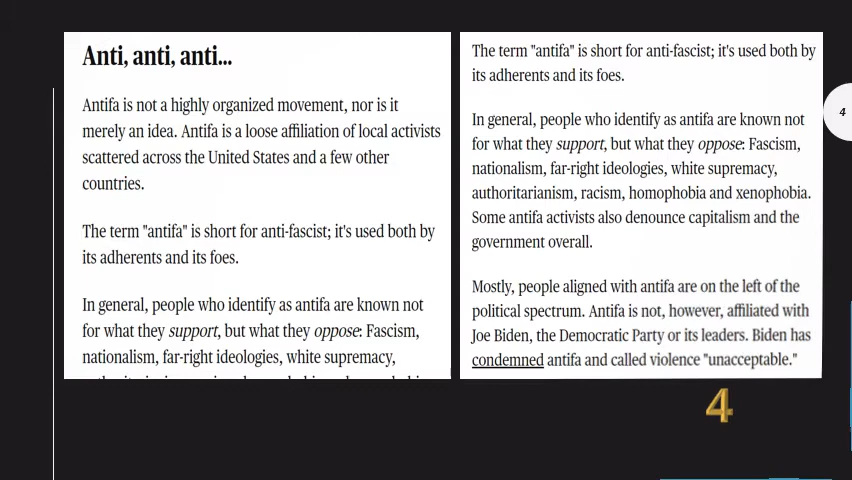 Anti, anti, anti...
Antifa is not a highly organized movement, nor is it
merely an idea. Antifa is a loose affiliation of local activists
scattered across the United States and a few other
countries.
The term "antifa" is short for anti-fascist; it's used both by
its adherents and its foes.
In general, people who identify as antifa are known not
for what they support, but what they oppose: Fascism,
nationalism, far-right ideologies, white supremacy,
The term "antifa" is short for anti-fascist; it's used both by
its adherents and its foes.
In general, people who identify as antifa are known not
for what they support, but what they oppose: Fascism,
nationalism, far-right ideologies, white supremacy,
authoritarianism, racism, homophobia and xenophobia.
Some antifa activists also denounce capitalism and the
government overall.
Mostly, people aligned with antifa are on the left of the
political spectrum. Antifa is not, however, affiliated with
Joe Biden, the Democratic Party or its leaders. Biden has
condemned antifa and called violence "unacceptable."
4
4